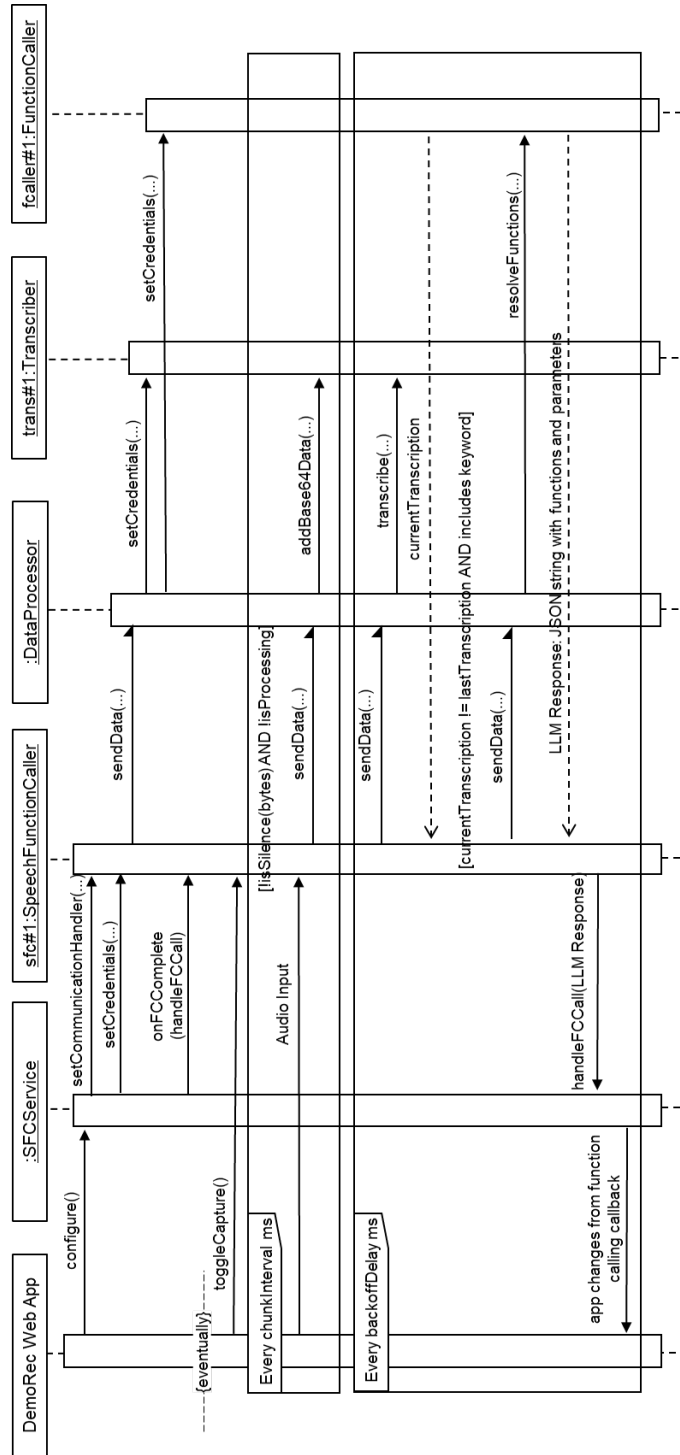 DemoRec Web App
:SFCService
sfc#1:SpeechFunctionCaller
:DataProcessor
trans#1:Transcriber
fcaller#1:FunctionCaller
configure()
setCommunicationHandler(...)
setCredentials(...)
sendData(...)
setCredentials(...)
setCredentials(...)
onFCComplete
(handleFCCall)
{eventually}
toggleCapture()
Every chunkInterval ms
[!isSilence(bytes) AND !isProcessing]
Audio Input
sendData(...)
addBase64Data(...)
Every backoffDelay ms
sendData(...)
transcribe(...)
currentTranscription
[currentTranscription != lastTranscription AND includes keyword]
sendData(...)
resolveFunctions(...)
LLM Response: JSON string with functions and parameters
handleFCCall(LLM Response)
app changes from function
calling callback